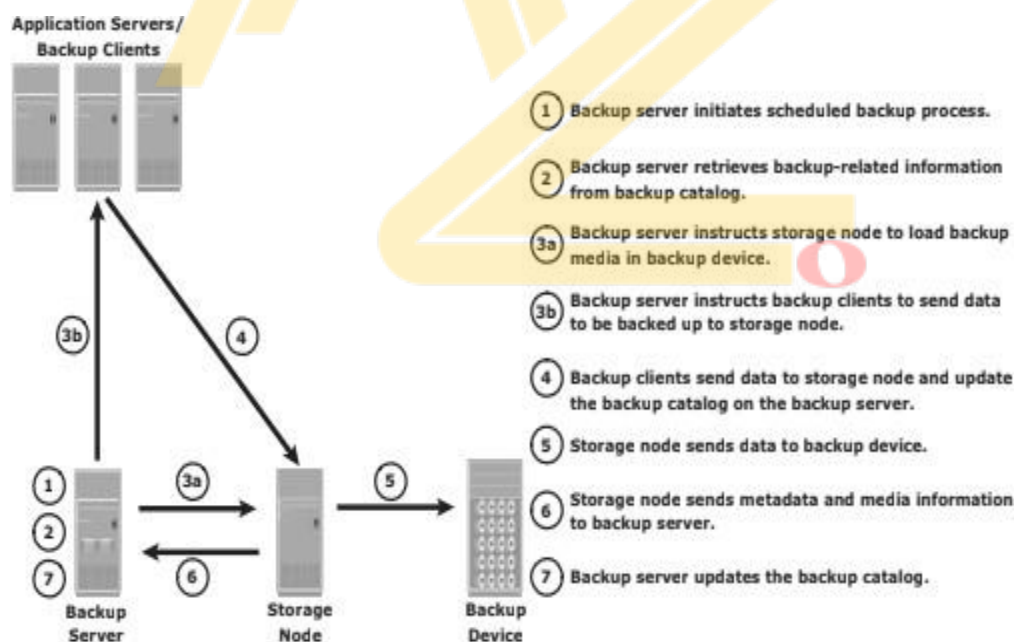 Application Servers/
Backup Clients
3b
4
1
2
7
3a
6
5
Backup
Server
Storage
Node
Backup
Device
1 Backup server initiates scheduled backup process.
2 Backup server retrieves backup-related information
from backup catalog.
3a Backup server instructs storage node to load backup
media in backup device.
3b Backup server instructs backup clients to send data
to be backed up to storage node.
4 Backup clients send data to storage node and update
the backup catalog on the backup server.
5 Storage node sends data to backup device.
6 Storage node sends metadata and media information
to backup server.
7 Backup server updates the backup catalog.